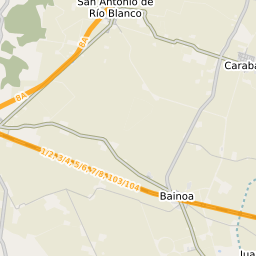 San Antonio de
Río Blanco
8A
Caraba
8A
1/2, 3/4, 5/6, 7/8, 103/104
Bainoa
Jua